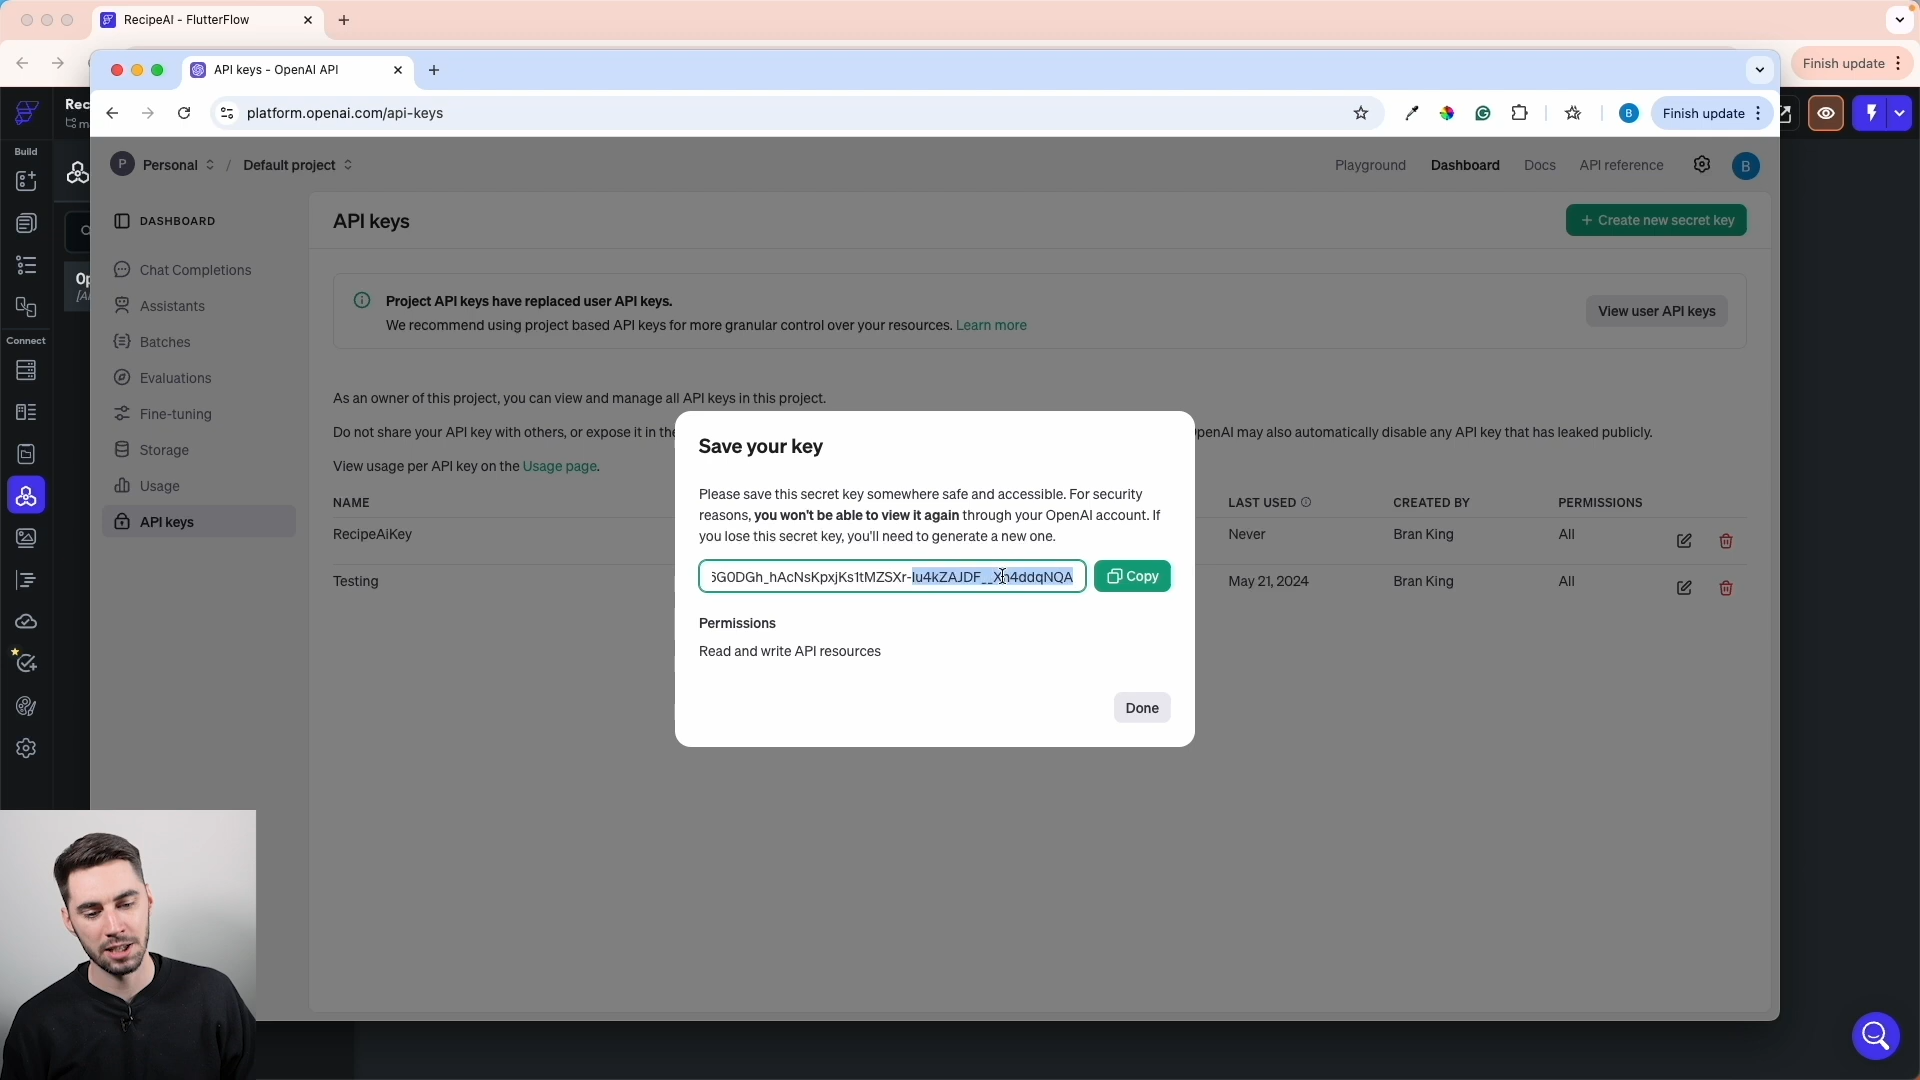 RecipeAI - FlutterFlow
Finish update
API keys - OpenAI API
platform.openai.com/api-keys
Finish update
Rec
Build
Connect
P Personal / Default project
Playground
Dashboard
Docs
API reference
B
B
DASHBOARD
Chat Completions
Assistants
Batches
Evaluations
Fine-tuning
Storage
Usage
API keys
API keys
+ Create new secret key
Project API keys have replaced user API keys.
We recommend using project based API keys for more granular control over your resources. Learn more
View user API keys
As an owner of this project, you can view and manage all API keys in this project.
Do not share your API key with others, or expose it in the
OpenAI may also automatically disable any API key that has leaked publicly.
View usage per API key on the Usage page.
NAME
LAST USED
CREATED BY
PERMISSIONS
RecipeAiKey
Never
Bran King
All
Testing
May 21, 2024
Bran King
All
Save your key
Please save this secret key somewhere safe and accessible. For security
reasons, you won't be able to view it again through your OpenAI account. If
you lose this secret key, you'll need to generate a new one.
Copy
Permissions
Read and write API resources
Done